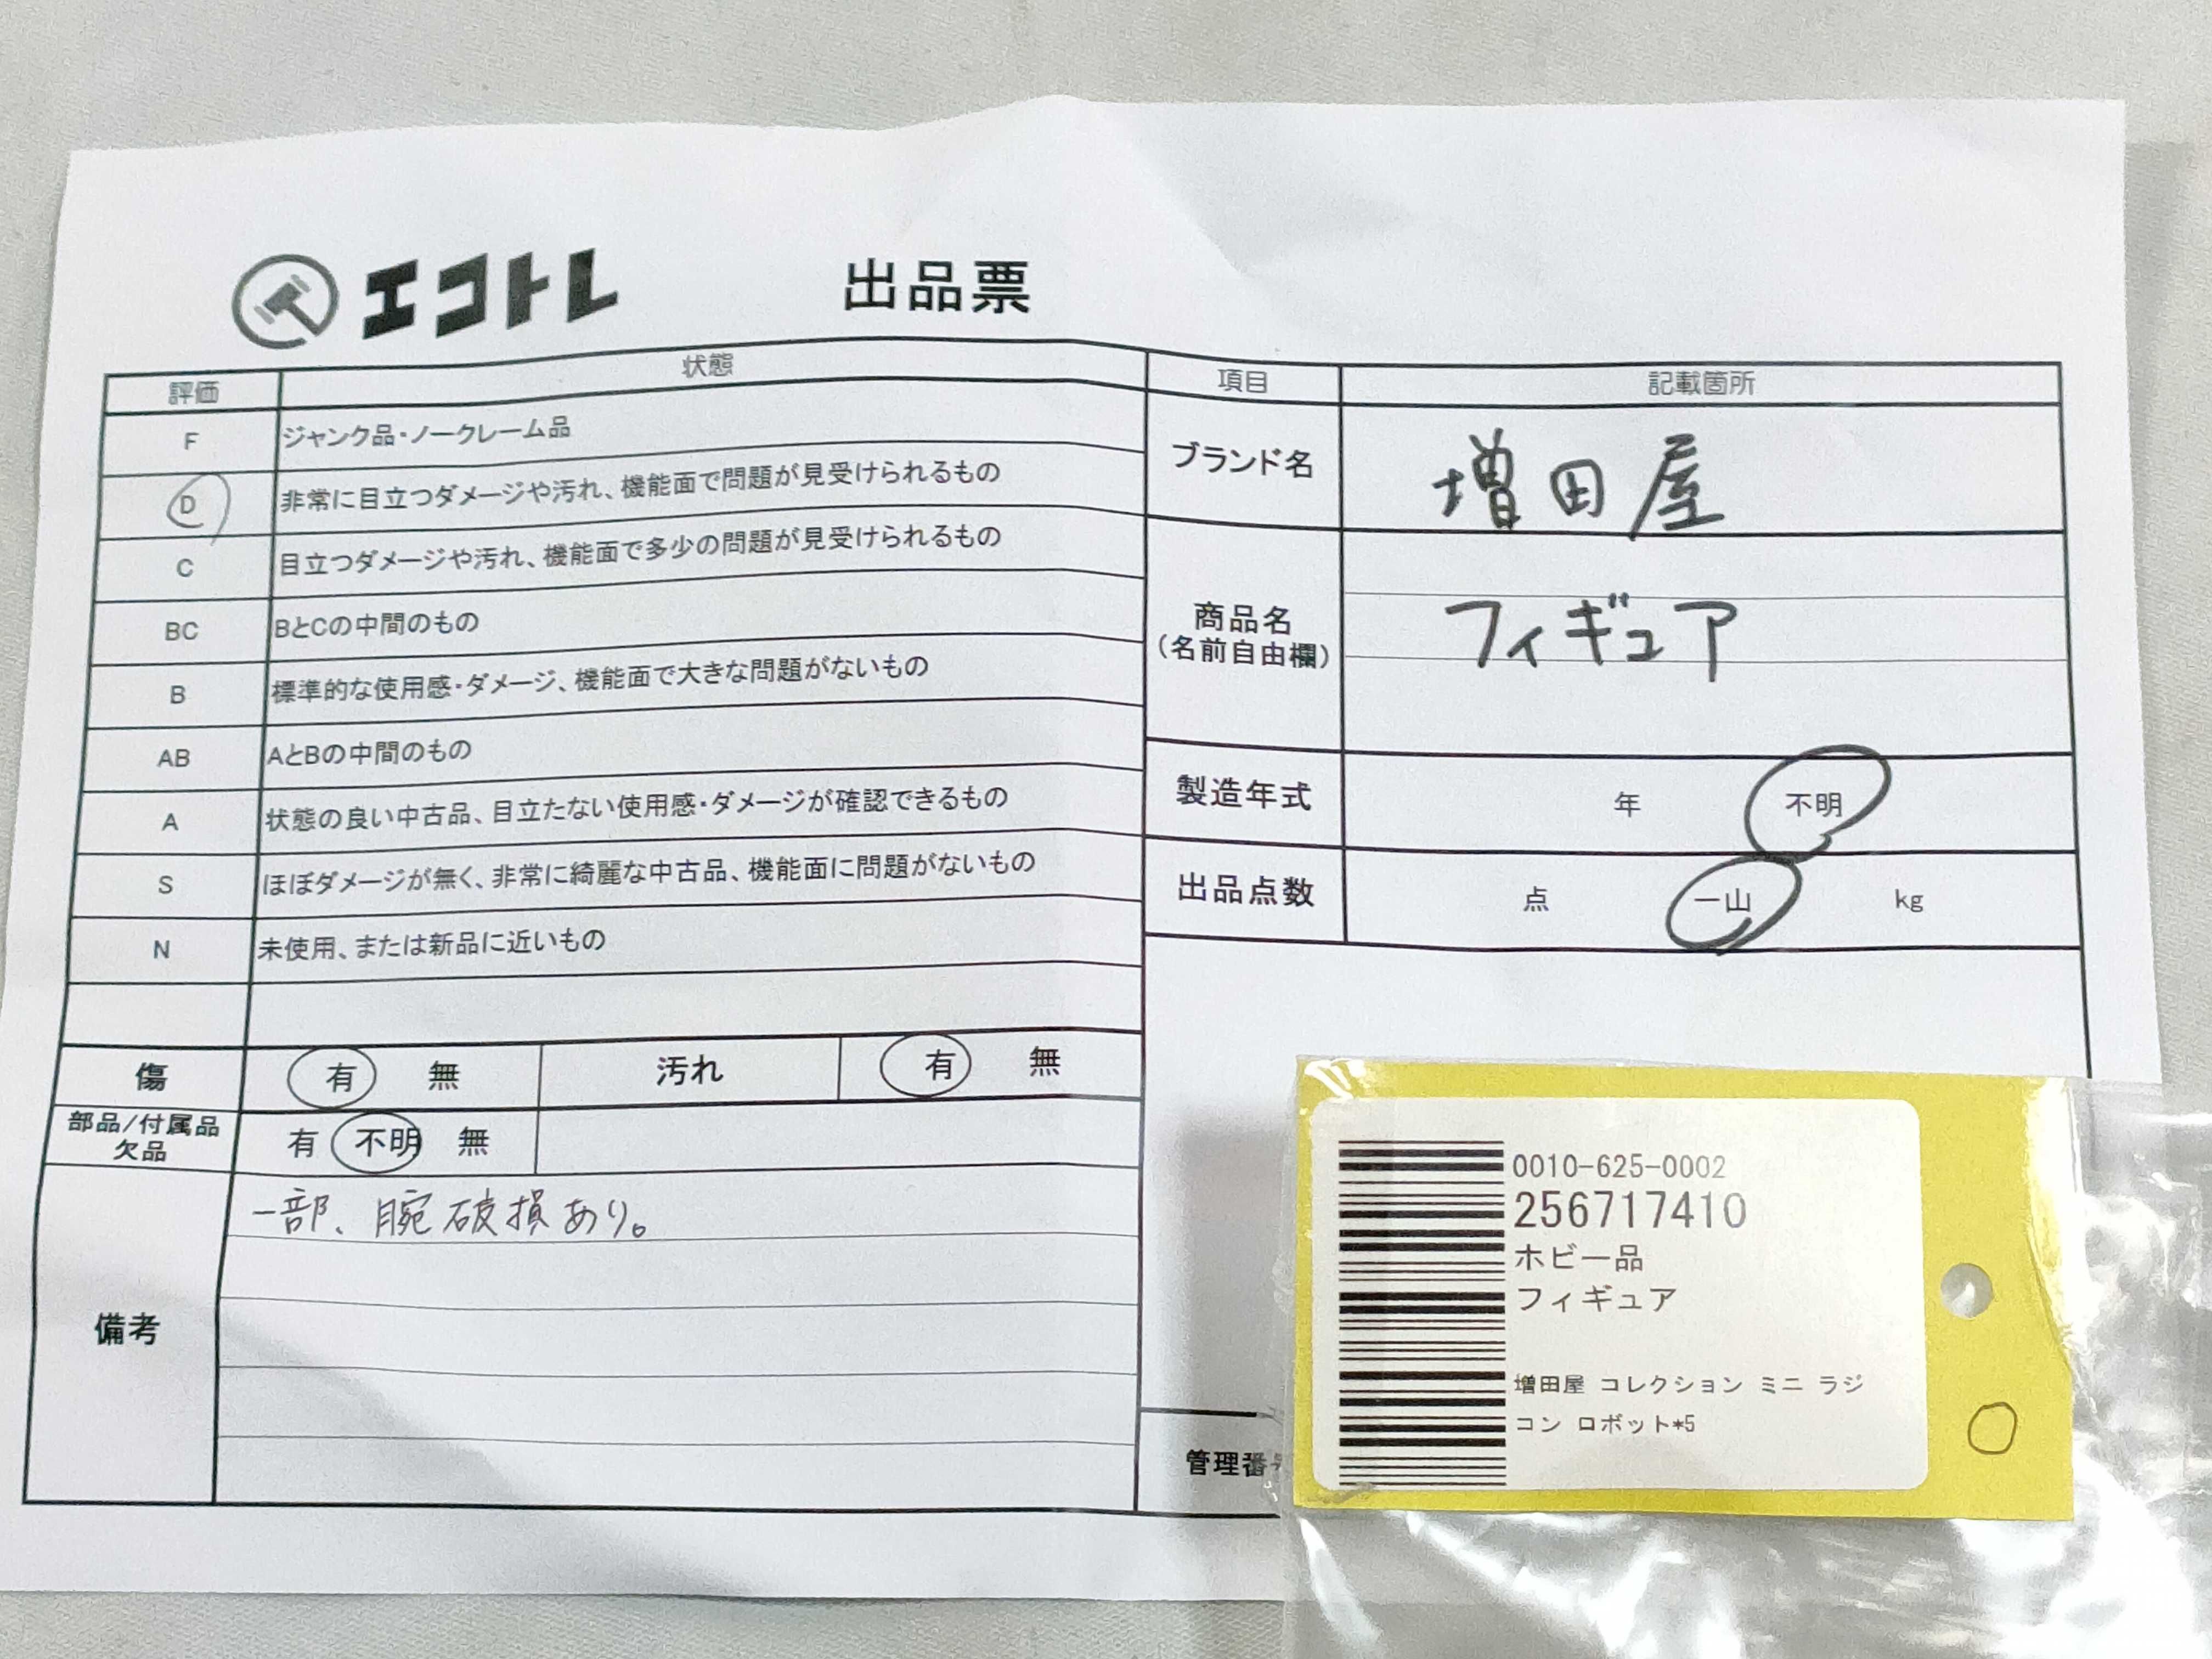 エコトレ 出品票
評価 状態
F ジャンク品・ノークレーム品
D 非常に目立つダメージや汚れ、機能面で問題が見受けられるもの
C 目立つダメージや汚れ、機能面で多少の問題が見受けられるもの
BC BとCの中間のもの
B 標準的な使用感・ダメージ、機能面で大きな問題がないもの
AB AとBの中間のもの
A 状態の良い中古品、目立たない使用感・ダメージが確認できるもの
S ほぼダメージが無く、非常に綺麗な中古品、機能面に問題がないもの
N 未使用、または新品に近いもの
傷 有 無 汚れ 有 無
部品/付属品
欠品
有 不明 無
備考
一部、腕破損あり。
項目 記載箇所
ブランド名 増田屋
商品名
(名前自由欄)
フィギュア
製造年式 年 不明
出品点数 点 一山 kg
管理番
0010-625-0002
256717410
ホビー品
フィギュア
増田屋 コレクション ミニ ラジ
コン ロボット*5